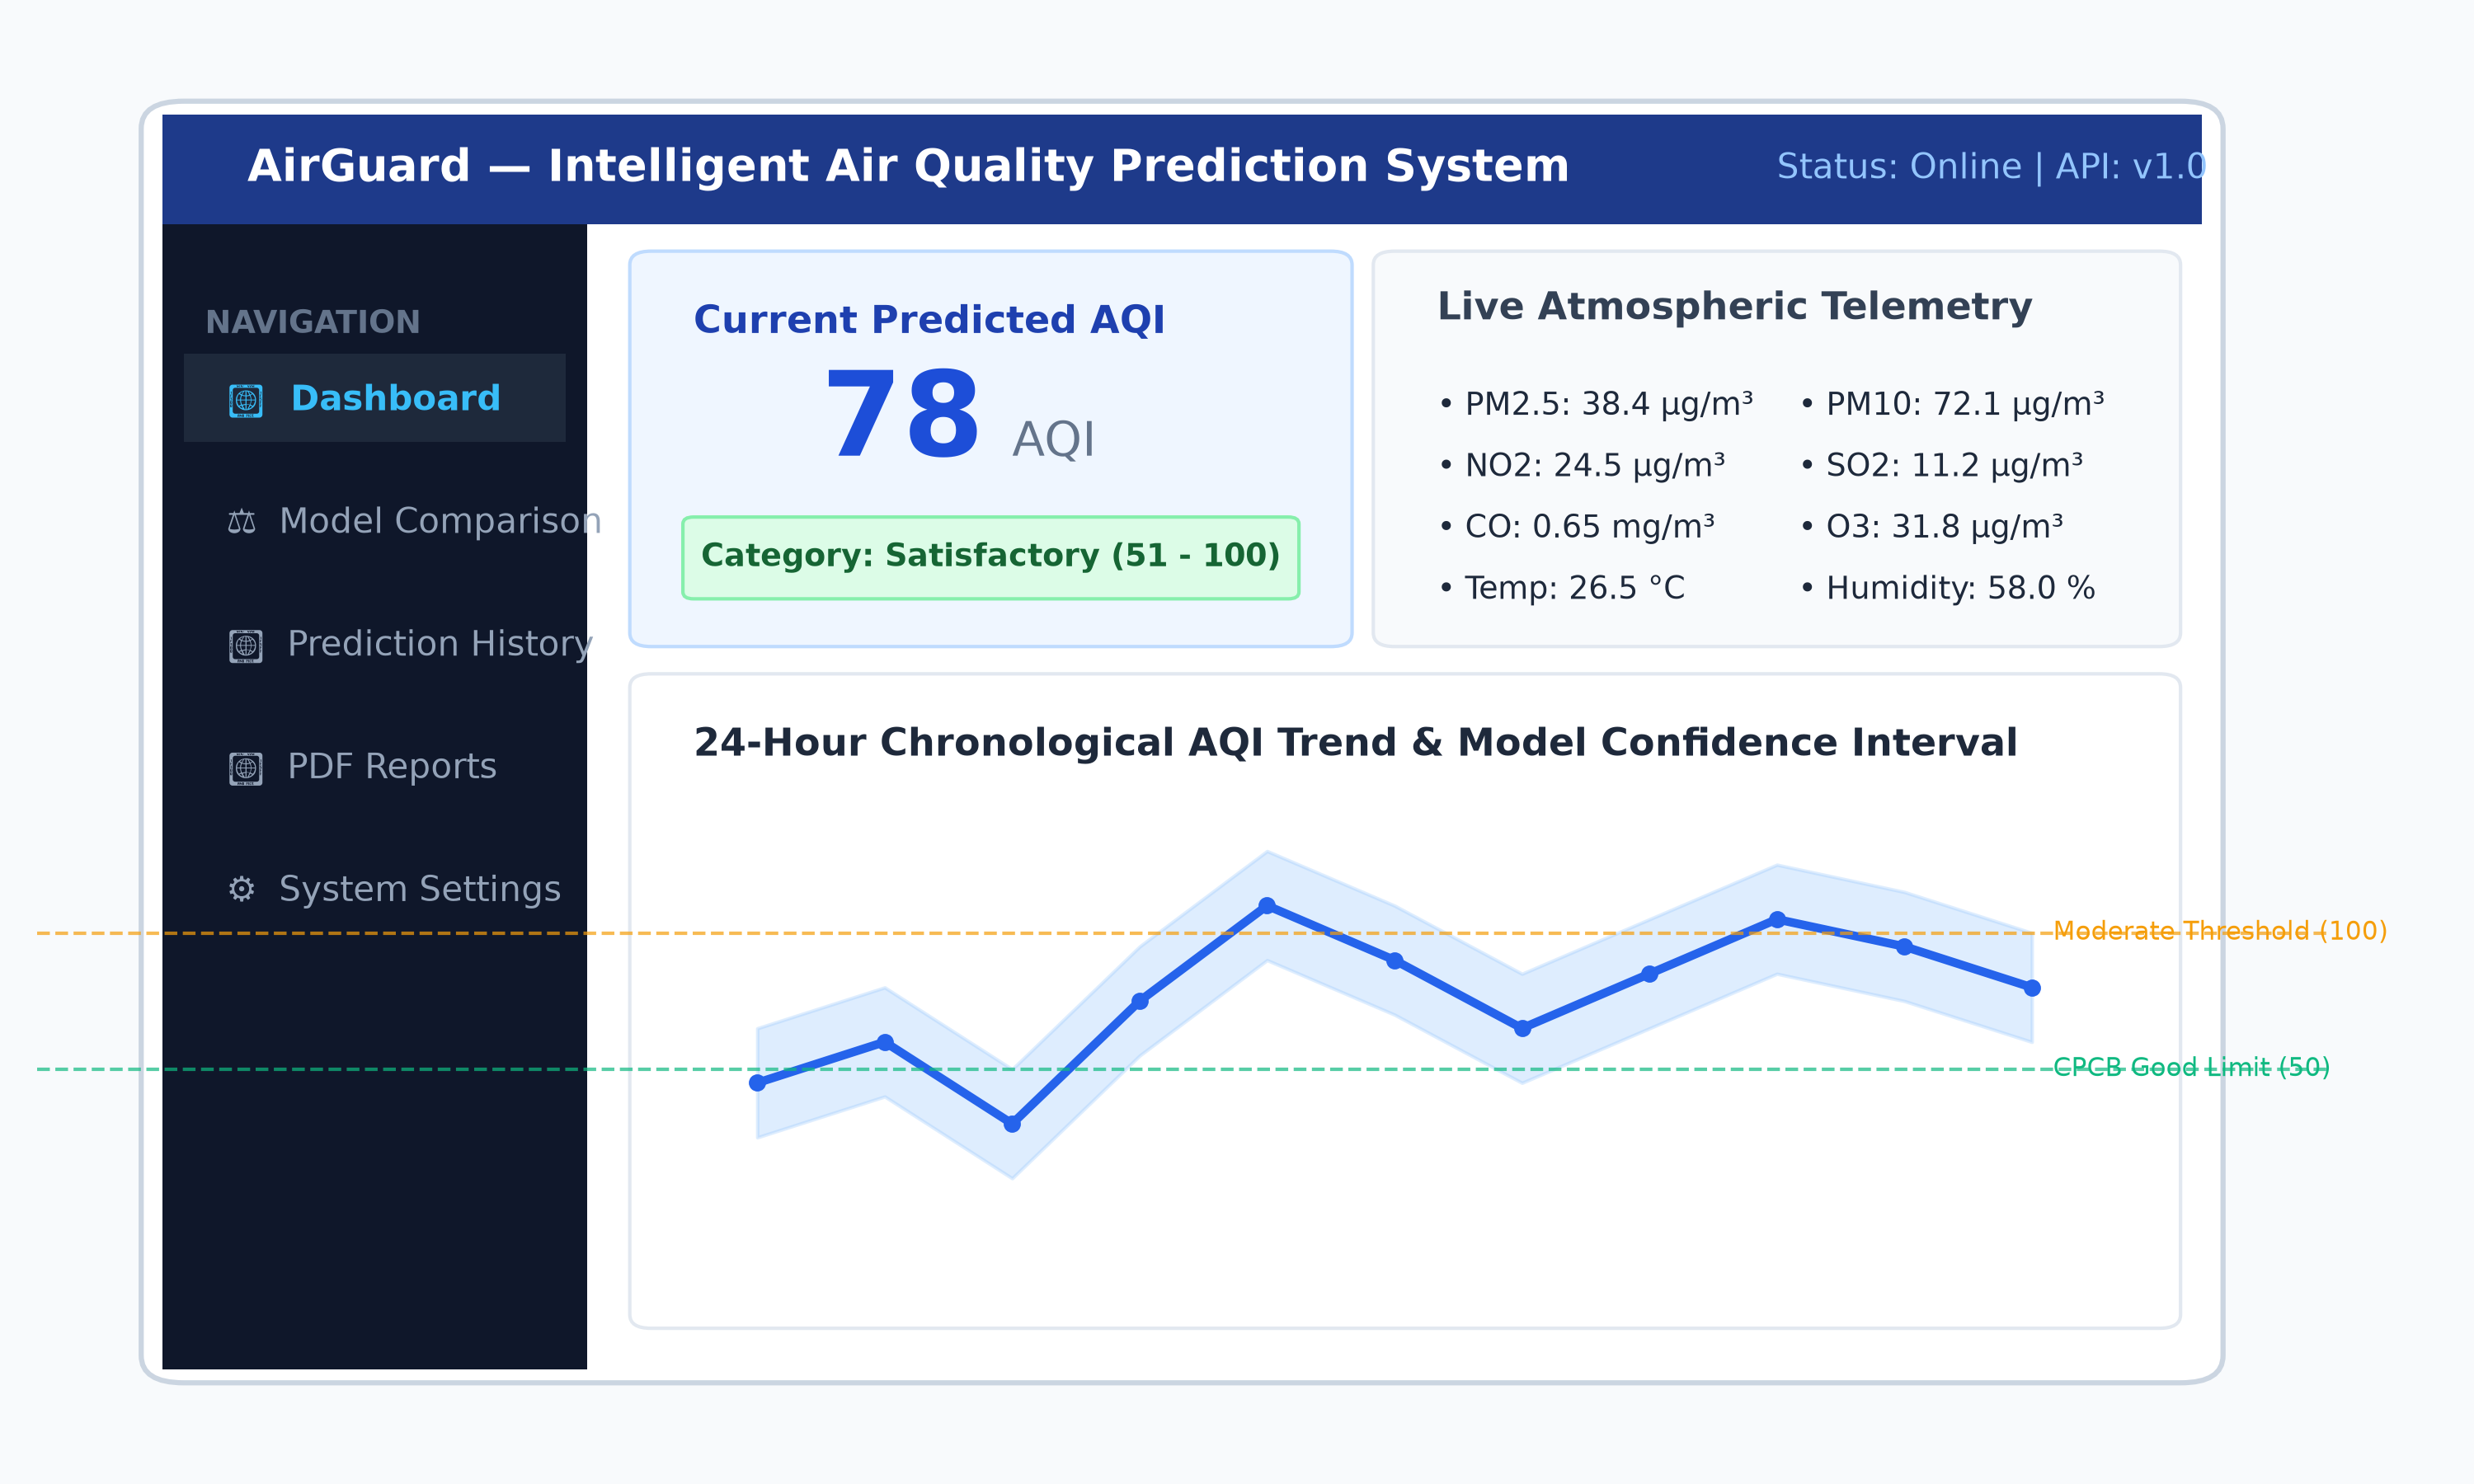 AirGuard — Intelligent Air Quality Prediction System
Status: Online | API: v1.0
NAVIGATION
Dashboard
⚖ Model Comparison
Prediction History
PDF Reports
⚙ System Settings
Current Predicted AQI
78 AQI
Category: Satisfactory (51 - 100)
Live Atmospheric Telemetry
• PM2.5: 38.4 µg/m³
• PM10: 72.1 µg/m³
• NO2: 24.5 µg/m³
• SO2: 11.2 µg/m³
• CO: 0.65 mg/m³
• O3: 31.8 µg/m³
• Temp: 26.5 °C
• Humidity: 58.0 %
24-Hour Chronological AQI Trend & Model Confidence Interval
Moderate Threshold (100)
CPCB Good Limit (50)